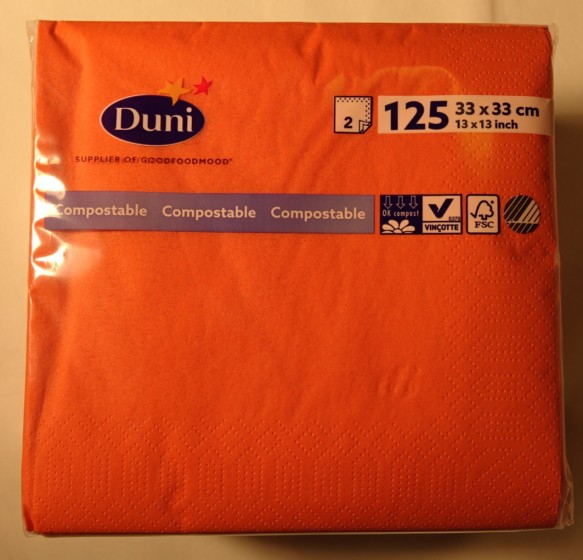 Duni
SUPPLIER OF GOODFOODMOOD®
2
125 33 x 33 cm
13 x 13 inch
Compostable Compostable Compostable
OK compost
VINÇOTTE
FSC